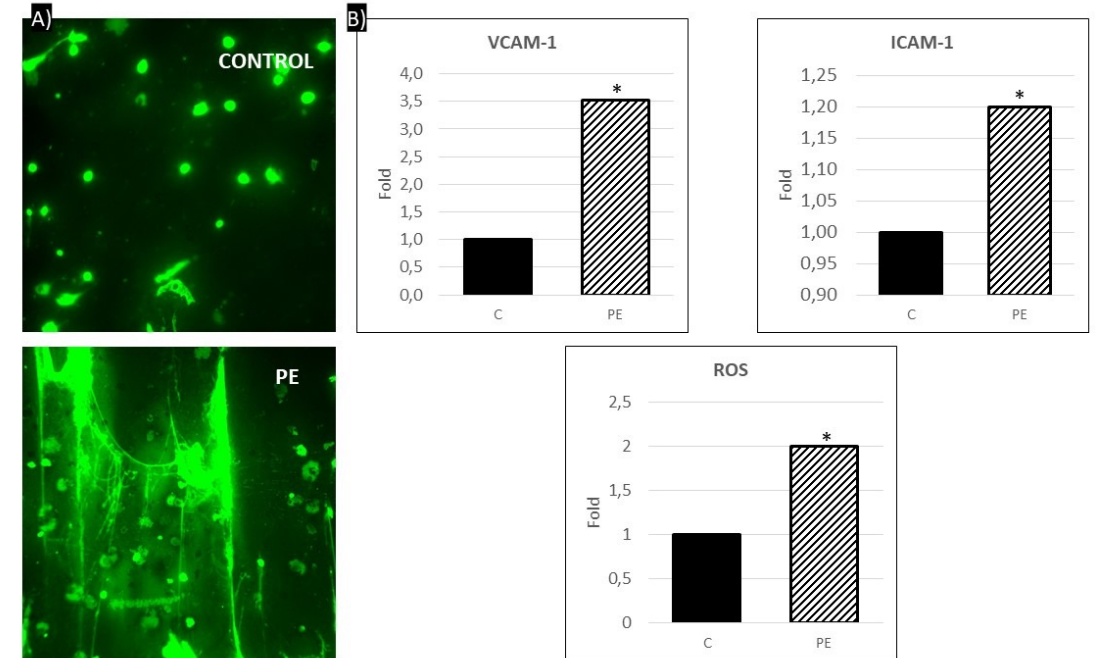 A)
CONTROL
PE
B)
VCAM-1
Fold
4,0
3,5
3,0
2,5
2,0
1,5
1,0
0,5
0,0
*
C
PE
ICAM-1
Fold
1,25
1,20
1,15
1,10
1,05
1,00
0,95
0,90
*
C
PE
ROS
Fold
2,5
2
1,5
1
0,5
0
*
C
PE